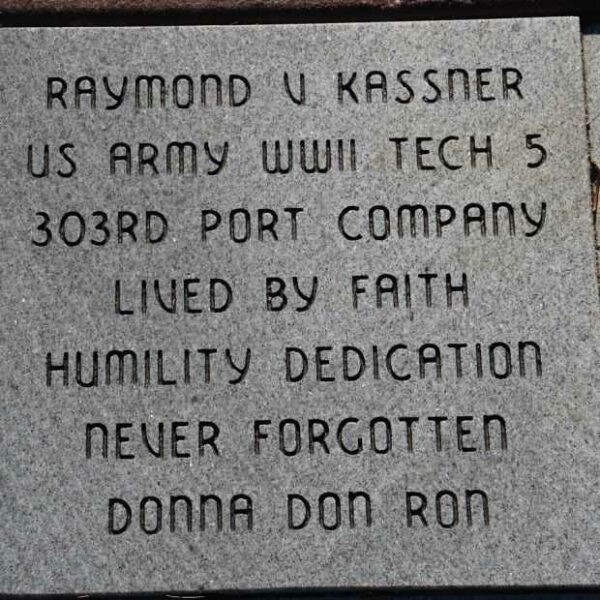 RAYMOND V KASSNER
US ARMY WWII TECH 5
303RD PORT COMPANY
LIVED BY FAITH
HUMILITY DEDICATION
NEVER FORGOTTEN
DONNA DON RON